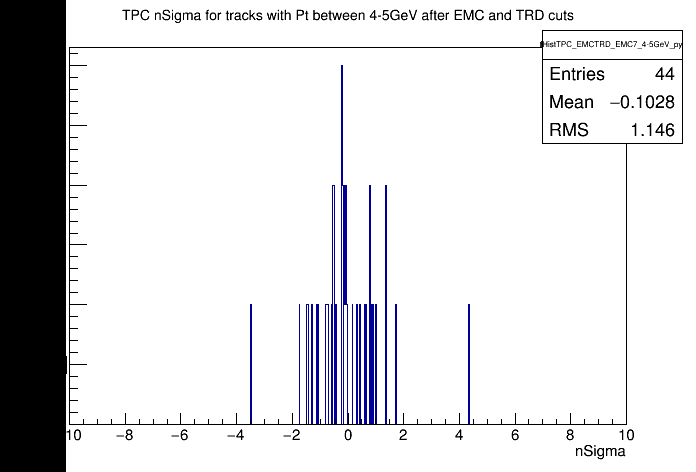 TPC nSigma for tracks with Pt between 4-5GeV after EMC and TRD cuts
HistTPC_EMCTRD_EMC7_4-5GeV_py
Entries 44
Mean −0.1028
RMS 1.146
10 −8 −6 −4 −2 0 2 4 6 8 10
nSigma